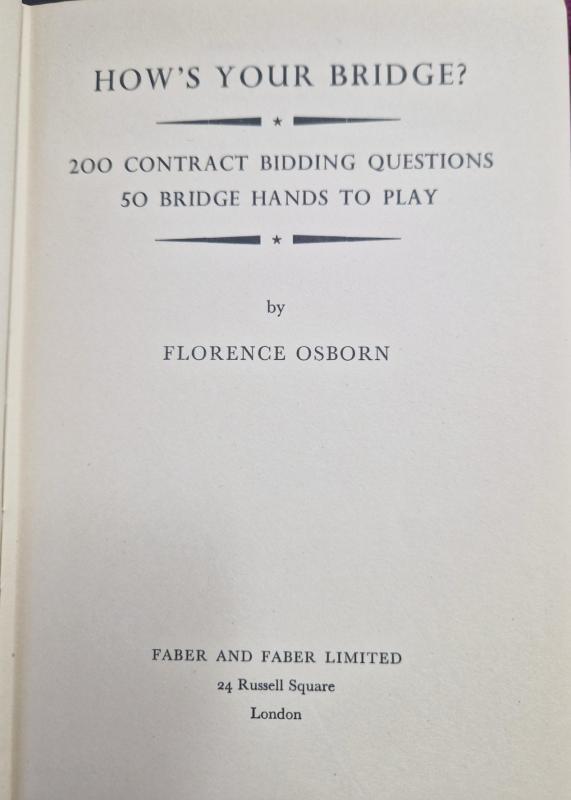 HOW'S YOUR BRIDGE?
200 CONTRACT BIDDING QUESTIONS
50 BRIDGE HANDS TO PLAY
by
FLORENCE OSBORN
FABER AND FABER LIMITED
24 Russell Square
London